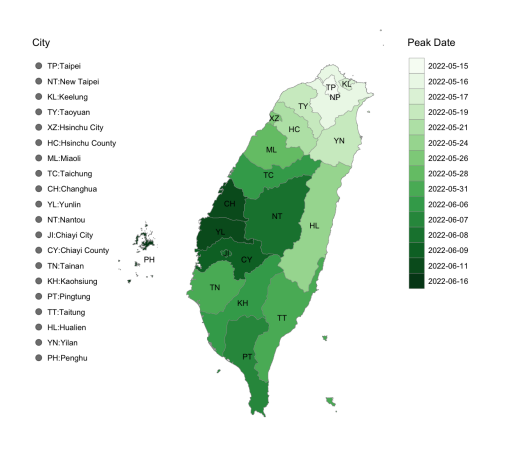 City
TP:Taipei
NT:New Taipei
KL:Keelung
TY:Taoyuan
XZ:Hsinchu City
HC:Hsinchu County
ML:Miaoli
TC:Taichung
CH:Changhua
YL:Yunlin
NT:Nantou
JI:Chiayi City
CY:Chiayi County
TN:Tainan
KH:Kaohsiung
PT:Pingtung
TT:Taitung
HL:Hualien
YN:Yilan
PH:Penghu
TP
KL
NP
TY
XZ
HC
YN
ML
TC
CH
NT
HL
YL
JI
CY
PH
TN
KH
TT
PT
Peak Date
2022-05-15
2022-05-16
2022-05-17
2022-05-19
2022-05-21
2022-05-24
2022-05-26
2022-05-28
2022-05-31
2022-06-06
2022-06-07
2022-06-08
2022-06-09
2022-06-11
2022-06-16